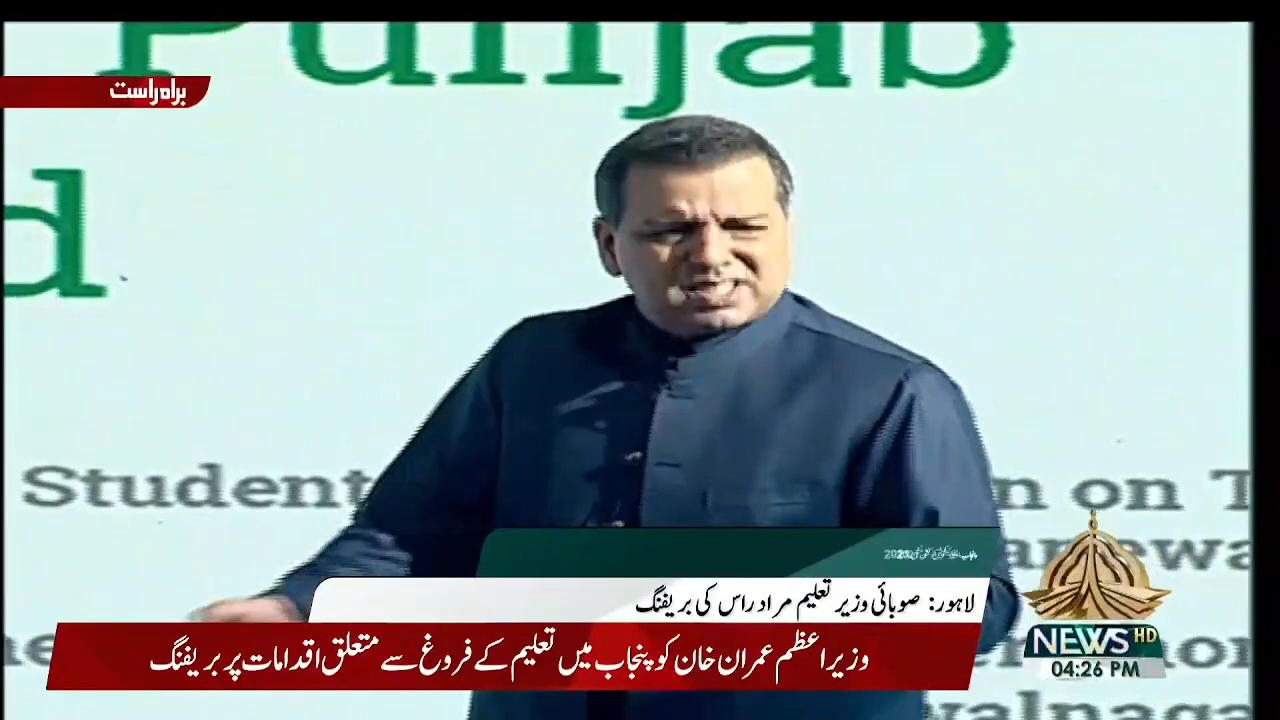 Punjab
براہ راست
d
Student
n on T
anewa
لاہور: صوبائی وزیر تعلیم مراد راس کی بریفنگ
وزیراعظم عمران خان کو پنجاب میں تعلیم کے فروغ سے متعلق اقدامات پر بریفنگ
NEWS HD
04:26 PM
walnaga